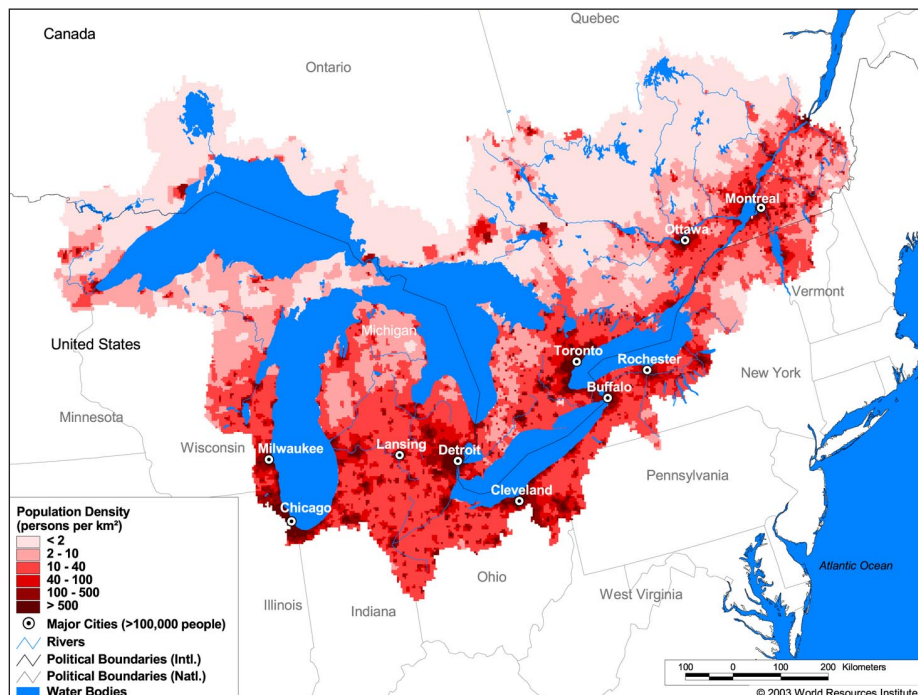 Canada
Quebec
Ontario
Montreal
Ottawa
Vermont
Michigan
United States
Toronto
Rochester
Buffalo
New York
Minnesota
Wisconsin
Milwaukee
Lansing
Detroit
Pennsylvania
Cleveland
Chicago
Ohio
Atlantic Ocean
Illinois
Indiana
West Virginia
Population Density
(persons per km²)
< 2
2 - 10
10 - 40
40 - 100
100 - 500
> 500
Major Cities (>100,000 people)
Rivers
Political Boundaries (Intl.)
Political Boundaries (Natl.)
Water Bodies
100 0 100 200 Kilometers
© 2003 World Resources Institute